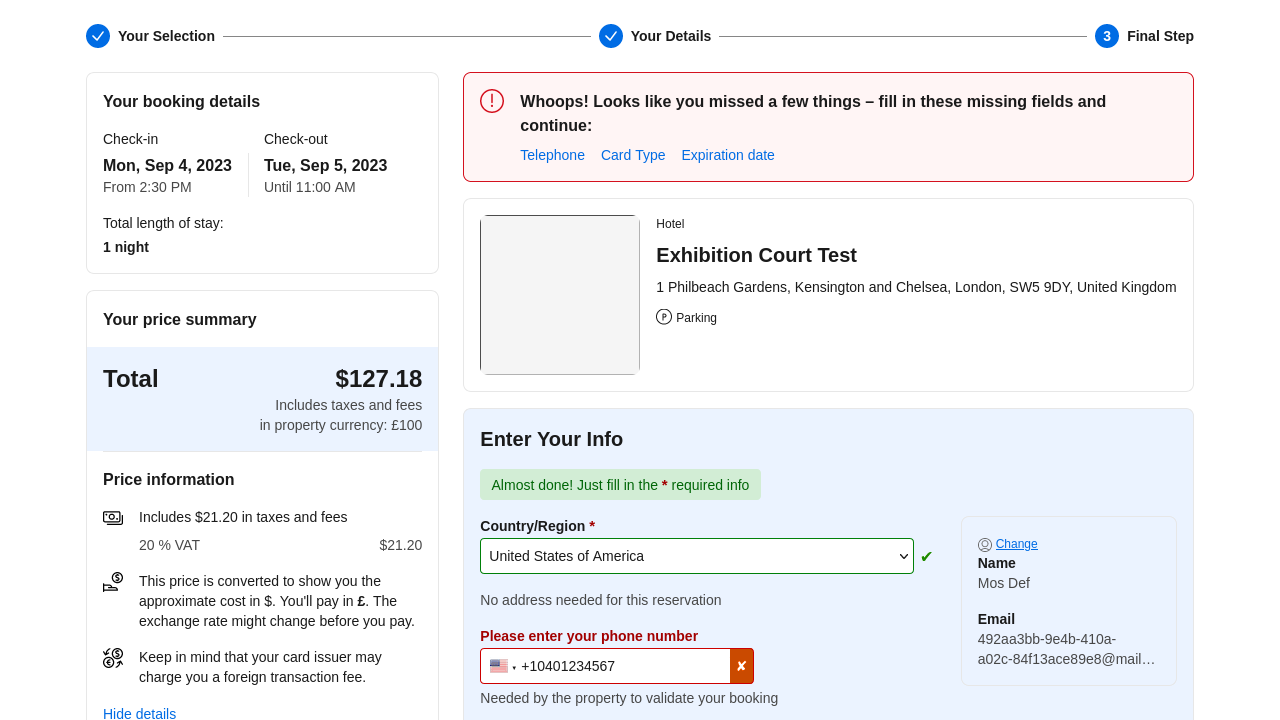 Your Selection
Your Details
3 Final Step
Your booking details
Check-in
Mon, Sep 4, 2023
From 2:30 PM
Check-out
Tue, Sep 5, 2023
Until 11:00 AM
Total length of stay:
1 night
Your price summary
Total $127.18
Includes taxes and fees
in property currency: £100
Price information
Includes $21.20 in taxes and fees
20 % VAT $21.20
This price is converted to show you the
approximate cost in $. You'll pay in £. The
exchange rate might change before you pay.
Keep in mind that your card issuer may
charge you a foreign transaction fee.
Hide details
Whoops! Looks like you missed a few things – fill in these missing fields and
continue:
Telephone Card Type Expiration date
Hotel
Exhibition Court Test
1 Philbeach Gardens, Kensington and Chelsea, London, SW5 9DY, United Kingdom
Parking
Enter Your Info
Almost done! Just fill in the * required info
Country/Region *
United States of America
No address needed for this reservation
Please enter your phone number
+10401234567
Needed by the property to validate your booking
Change
Name
Mos Def
Email
492aa3bb-9e4b-410a-
a02c-84f13ace89e8@mail…